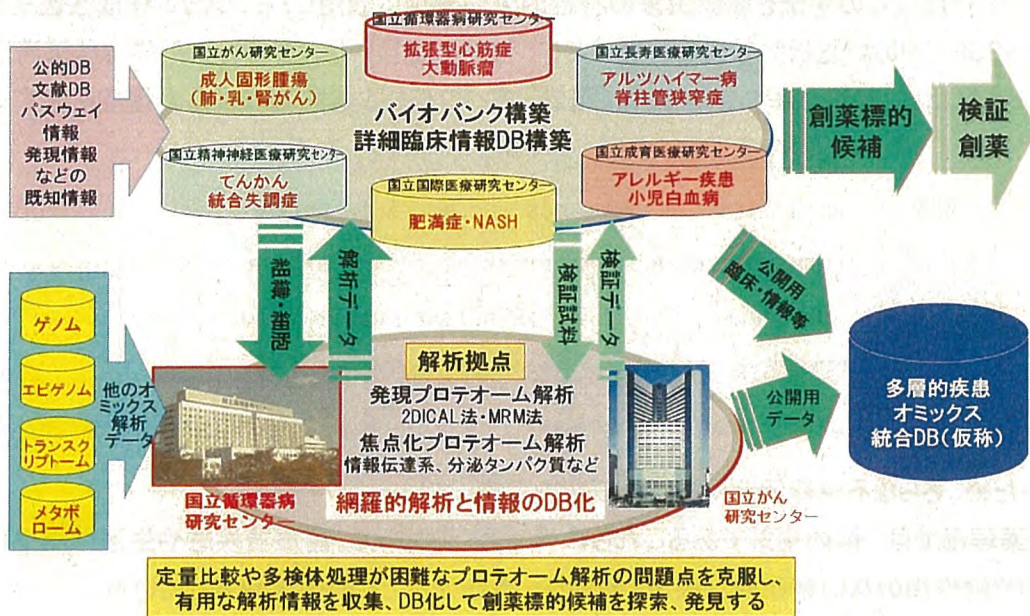 公的DB
文献DB
パスウェイ
情報
発現情報
などの
既知情報
国立がん研究センター
成人固形腫瘍
(肺・乳・腎がん)
国立循環器病研究センター
拡張型心筋症
大動脈瘤
国立長寿医療研究センター
アルツハイマー病
脊柱管狭窄症
バイオバンク構築
詳細臨床情報DB構築
国立精神神経医療研究センター
てんかん
統合失調症
国立国際医療研究センター
肥満症・NASH
国立成育医療研究センター
アレルギー疾患
小児白血病
創薬標的
候補
検証
創薬
組織・細胞
解析データ
検証試料
検証データ
公開用
臨床・情報等
ゲノム
エピゲノム
トランスク
リプトーム
メタボ
ローム
他のオ
ミックス
解析
データ
解析拠点
発現プロテオーム解析
2DICAL法・MRM法
焦点化プロテオーム解析
情報伝達系、分泌タンパク質など
網羅的解析と情報のDB化
国立循環器病
研究センター
国立がん
研究センター
公開用
データ
多層的疾患
オミックス
統合DB(仮称)
定量比較や多検体処理が困難なプロテオーム解析の問題点を克服し、
有用な解析情報を収集、DB化して創薬標的候補を探索、発見する